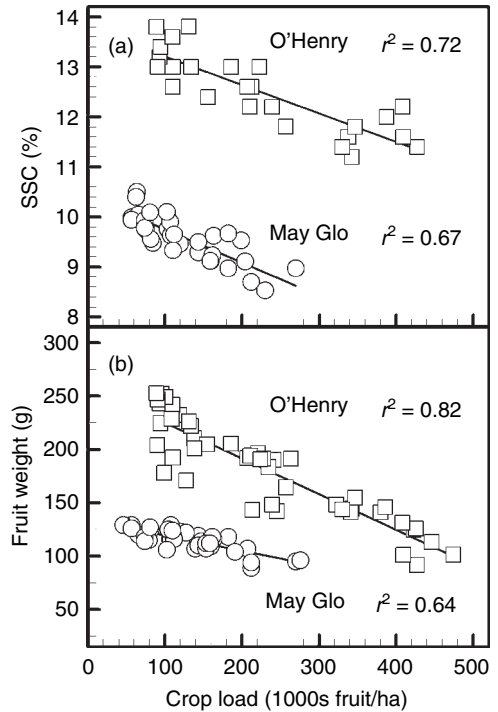 14
(a)
O'Henry
r² = 0.72
13
12
11
SSC (%)
10
May Glo
r² = 0.67
9
8
300
(b)
250
O'Henry
r² = 0.82
200
Fruit weight (g)
150
100
May Glo
r² = 0.64
50
0 100 200 300 400 500
Crop load (1000s fruit/ha)